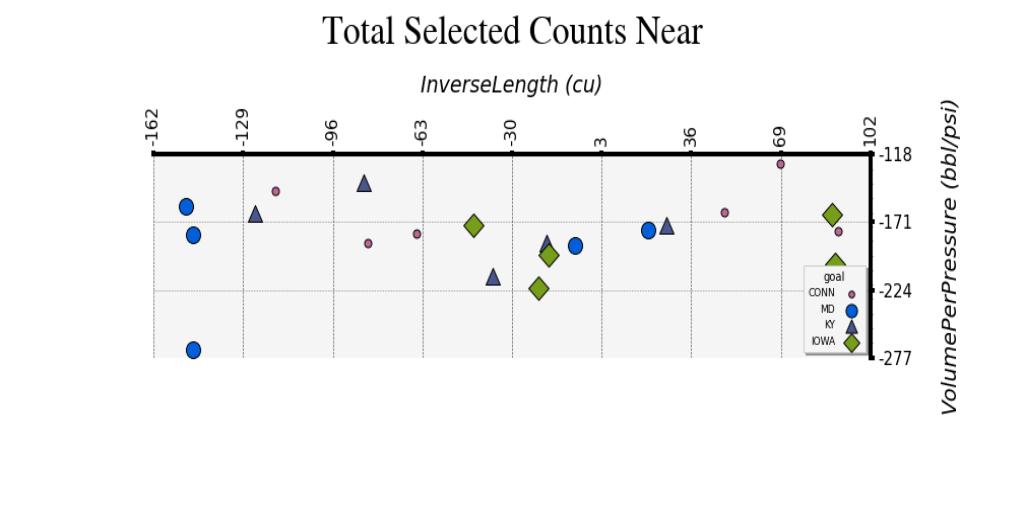 Total Selected Counts Near
InverseLength (cu)
-162 -129 -96 -63 -30 3 36 69 102
-118
-171
-224
-277
VolumePerPressure (bbl/psi)
goal
CONN
MD
KY
IOWA